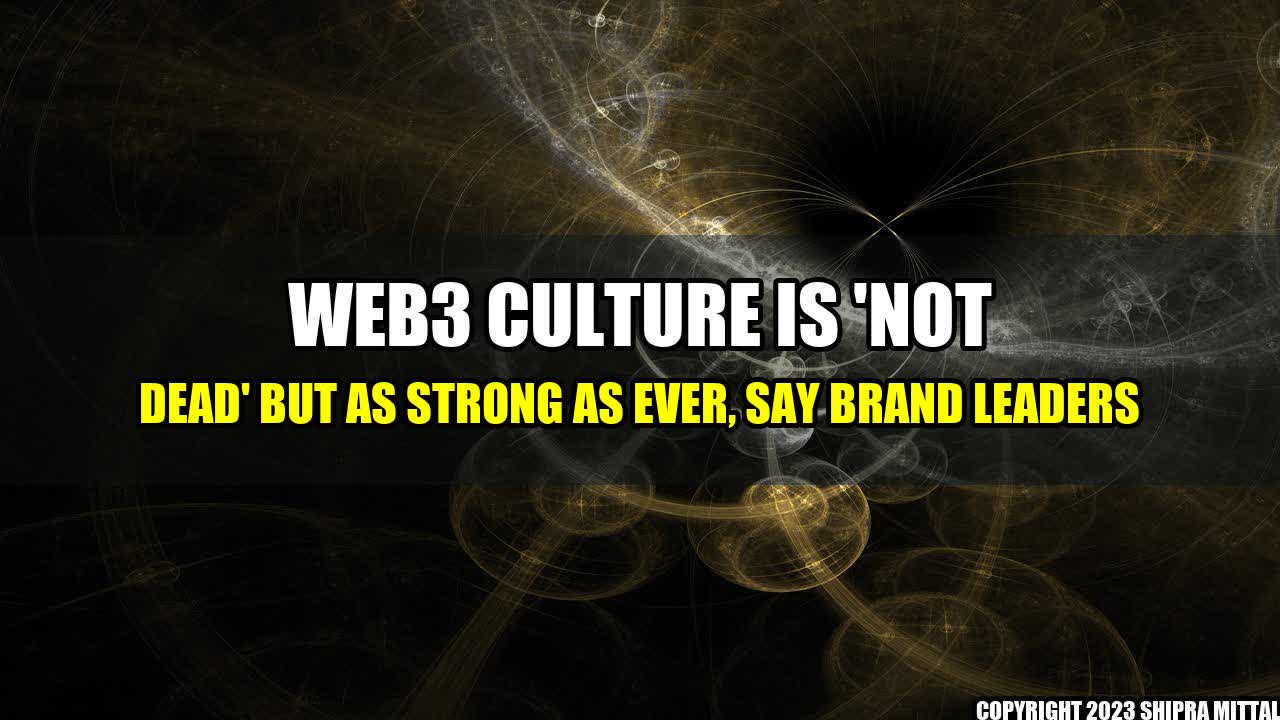 WEB3 CULTURE IS 'NOT
DEAD' BUT AS STRONG AS EVER, SAY BRAND LEADERS
COPYRIGHT 2023 SHIPRA MITTAL